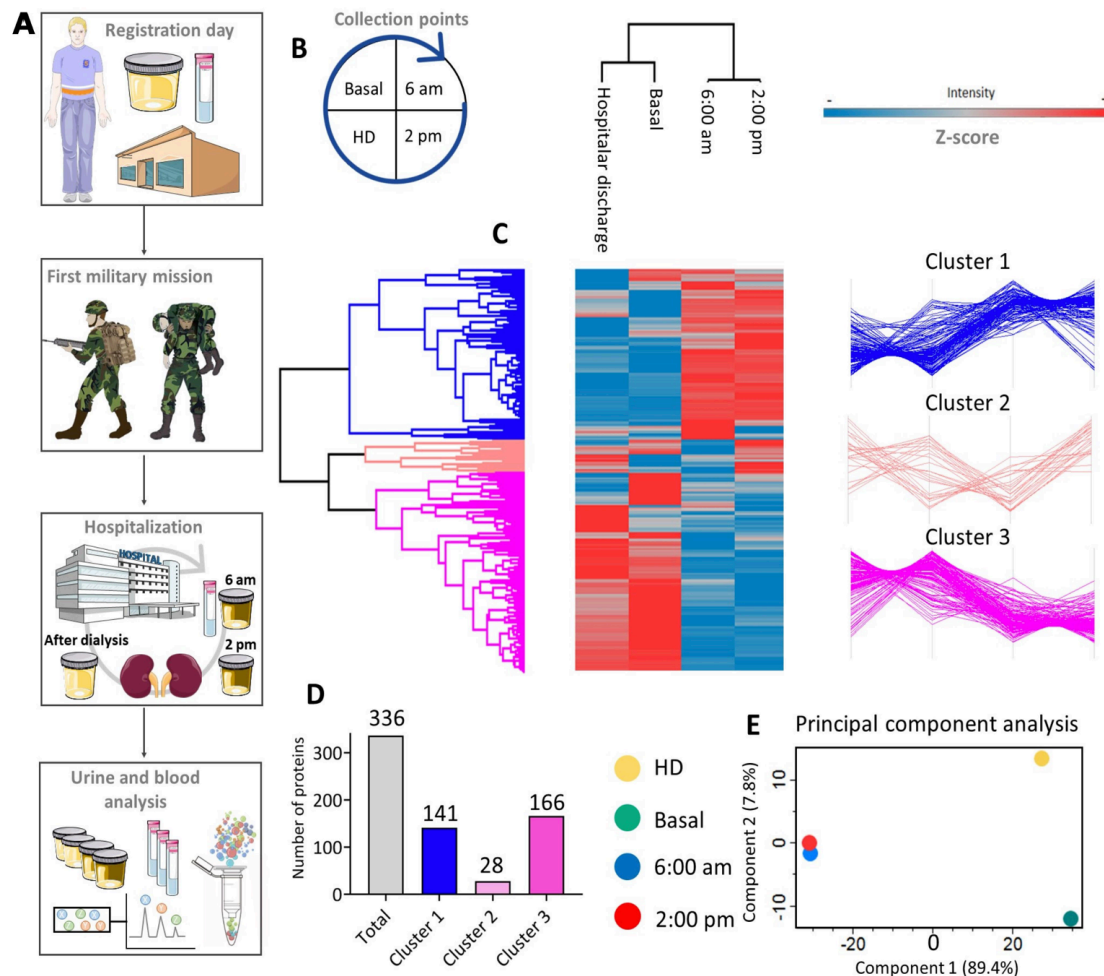 A
Registration day
First military mission
Hospitalization
HOSPITAL
6 am
After dialysis
2 pm
Urine and blood
analysis
B
Collection points
Basal
6 am
HD
2 pm
Hospitalar discharge
Basal
6:00 am
2:00 pm
Intensity
-
Z-score
C
Cluster 1
Cluster 2
Cluster 3
D
Number of proteins
300
200
100
0
336
141
28
166
Total
Cluster 1
Cluster 2
Cluster 3
HD
Basal
6:00 am
2:00 pm
E
Principal component analysis
Component 2 (7.8%)
10
0
-10
-20
0
20
Component 1 (89.4%)